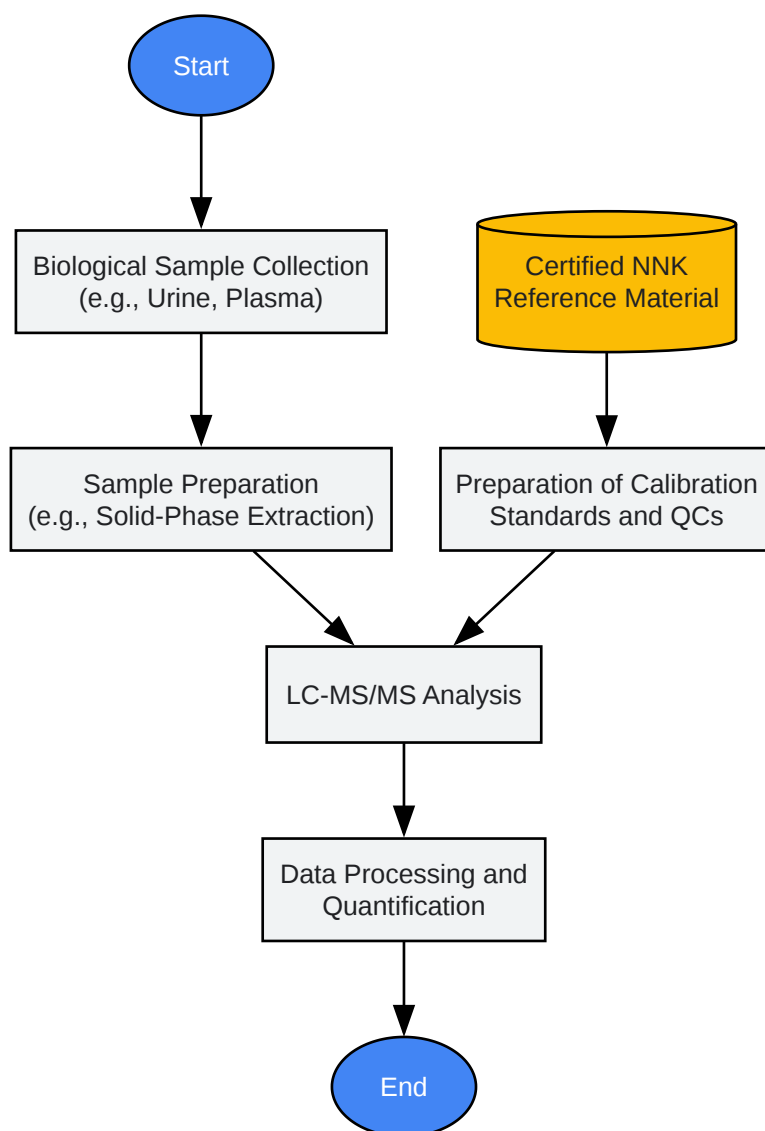 Start
Biological Sample Collection
(e.g., Urine, Plasma)
Certified NNK
Reference Material
Sample Preparation
(e.g., Solid-Phase Extraction)
Preparation of Calibration
Standards and QCs
LC-MS/MS Analysis
Data Processing and
Quantification
End